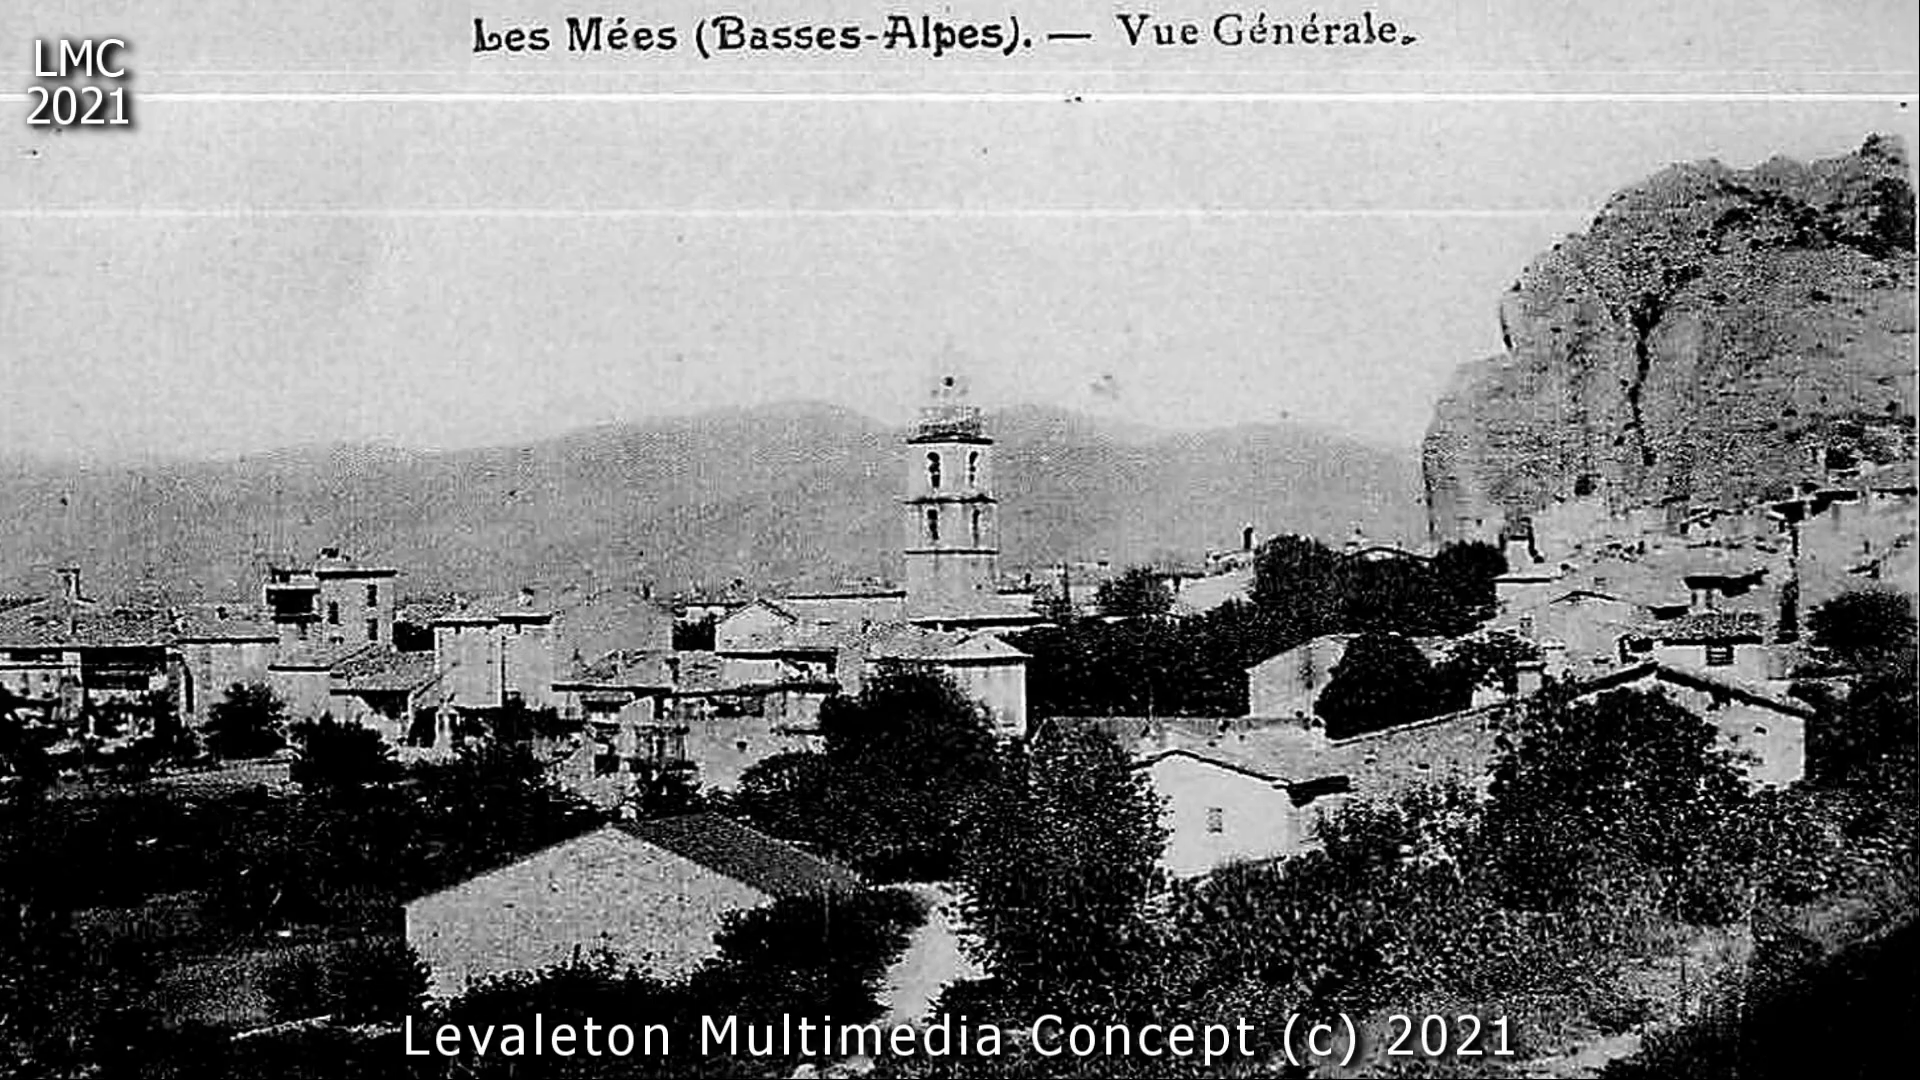 Les Mées (Basses-Alpes). — Vue Générale.
LMC
2021
Levaleton Multimedia Concept (c) 2021